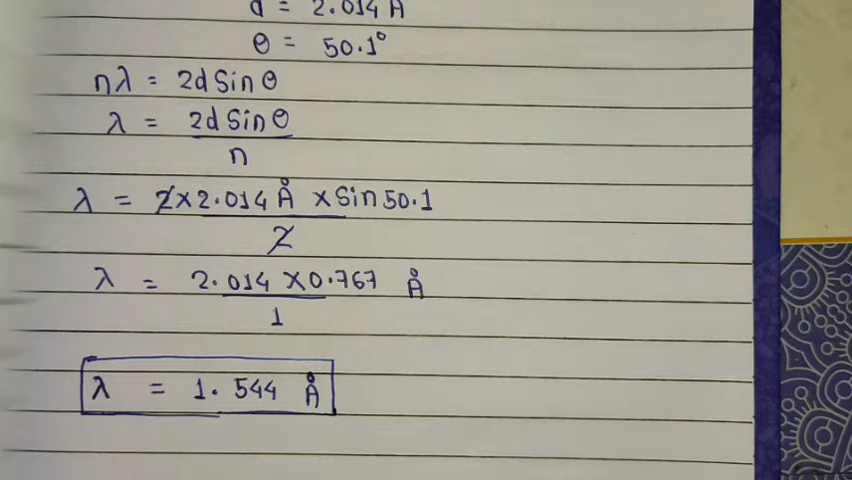 d = 2.014 Å
θ = 50.1°
nλ = 2d Sin θ
λ = 2d Sin θ
n
λ = 2 × 2.014 Å × Sin 50.1
2
λ = 2.014 × 0.767 Å
1
λ = 1.544 Å